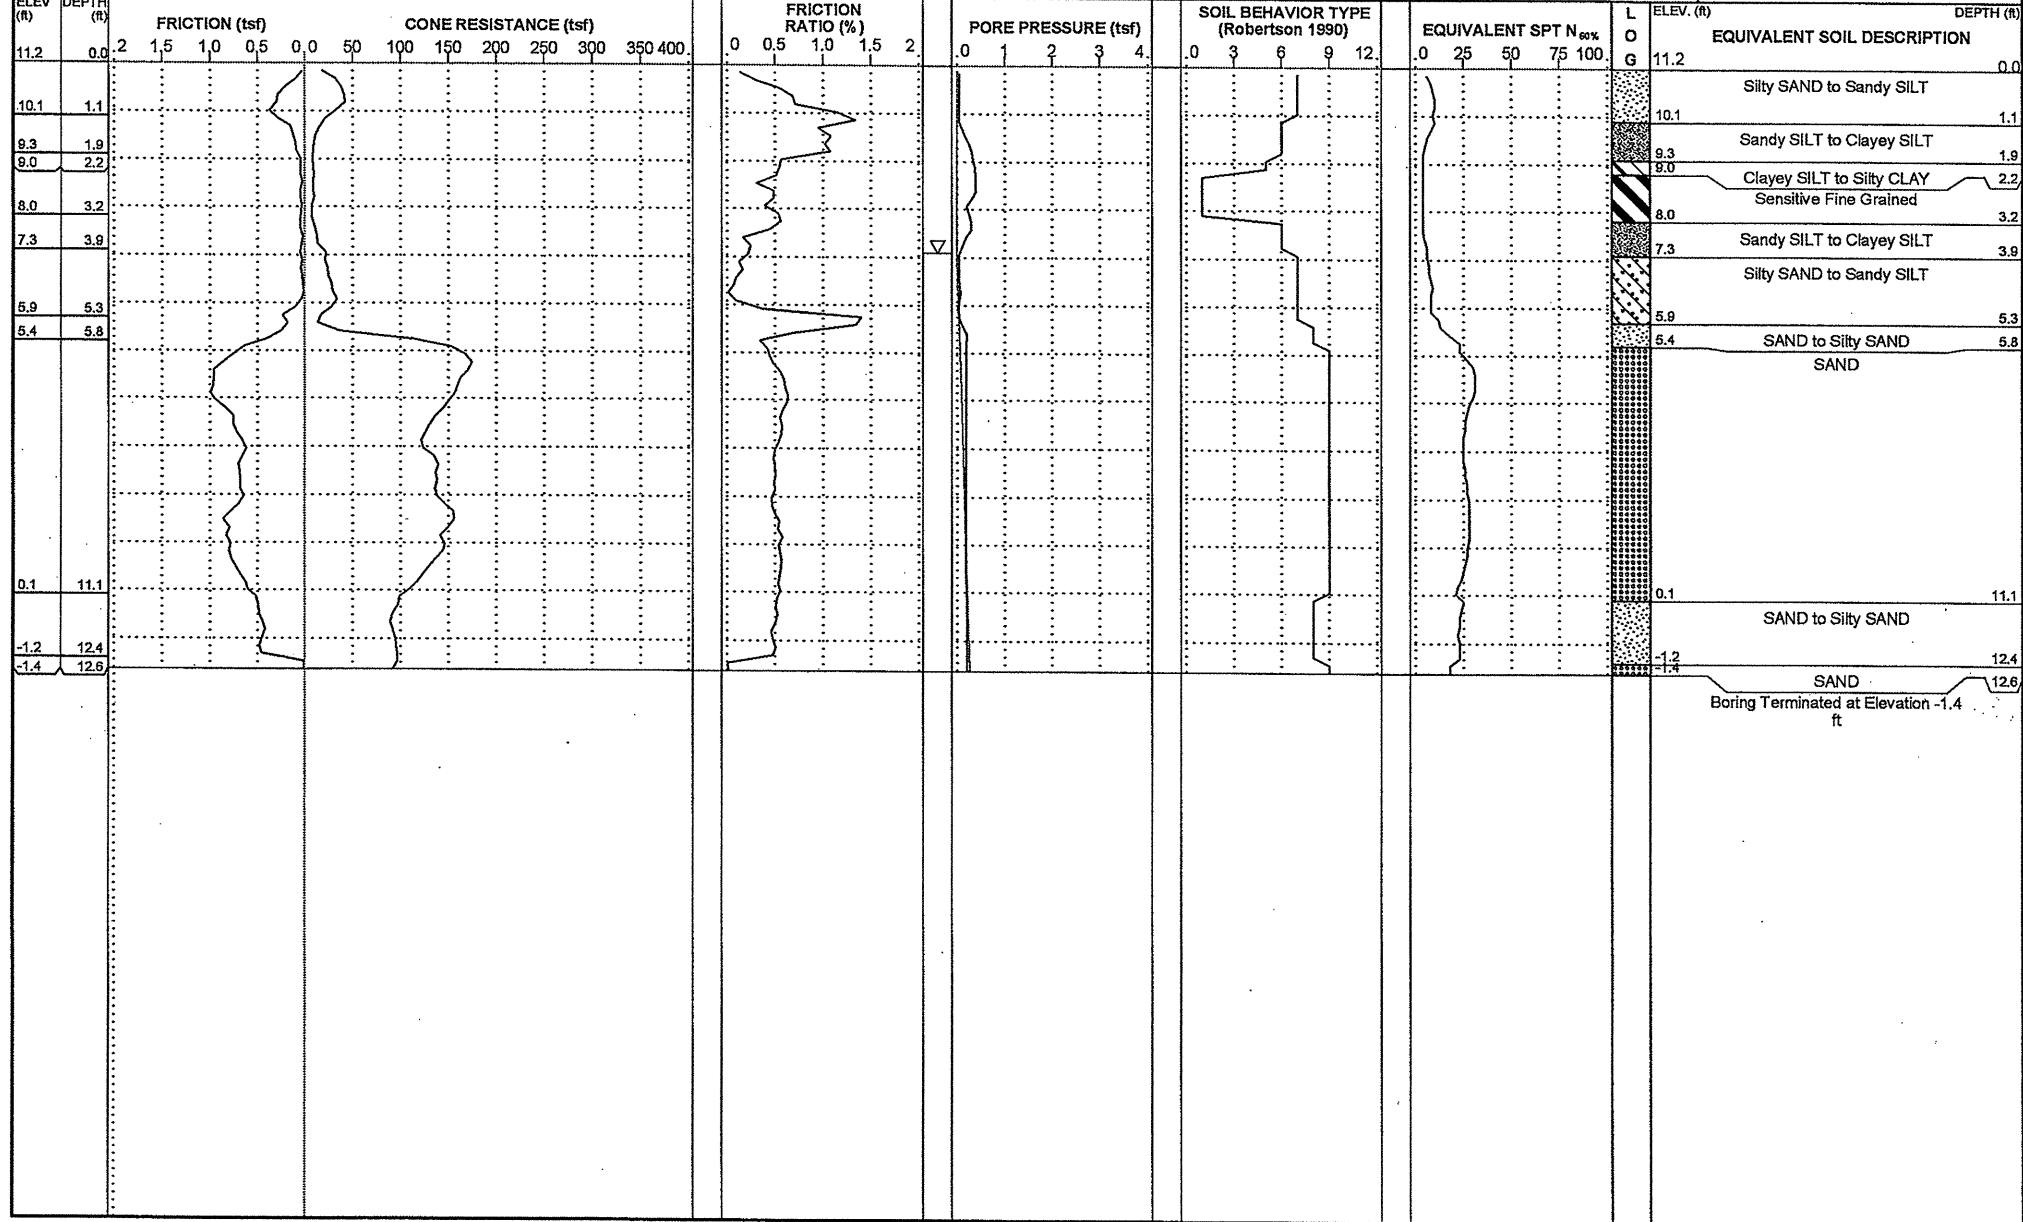 ELEV DEPTH
(ft) (ft)
FRICTION (tsf) CONE RESISTANCE (tsf)
.2 1.5 1.0 0.5 0.0 50 100 150 200 250 300 350 400.
FRICTION
RATIO (%)
.0 0.5 1.0 1.5 2.
PORE PRESSURE (tsf)
.0 1 2 3 4.
SOIL BEHAVIOR TYPE
(Robertson 1990)
0 3 6 9 12
EQUIVALENT SPT N60%
.0 25 50 75 100.
L
O
G
ELEV. (ft) DEPTH (ft)
EQUIVALENT SOIL DESCRIPTION
11.2 0.0
10.1 1.1
9.3 1.9
9.0 2.2
8.0 3.2
7.3 3.9
5.9 5.3
5.4 5.8
0.1 11.1
-1.2 12.4
-1.4 12.6
11.2 0.0
Silty SAND to Sandy SILT
10.1 1.1
Sandy SILT to Clayey SILT
9.3 1.9
9.0
Clayey SILT to Silty CLAY 2.2
Sensitive Fine Grained
8.0 3.2
Sandy SILT to Clayey SILT
7.3 3.9
Silty SAND to Sandy SILT
5.9 5.3
5.4 SAND to Silty SAND 5.8
SAND
0.1 11.1
SAND to Silty SAND
-1.2 12.4
-1.4
SAND 12.6
Boring Terminated at Elevation -1.4
ft